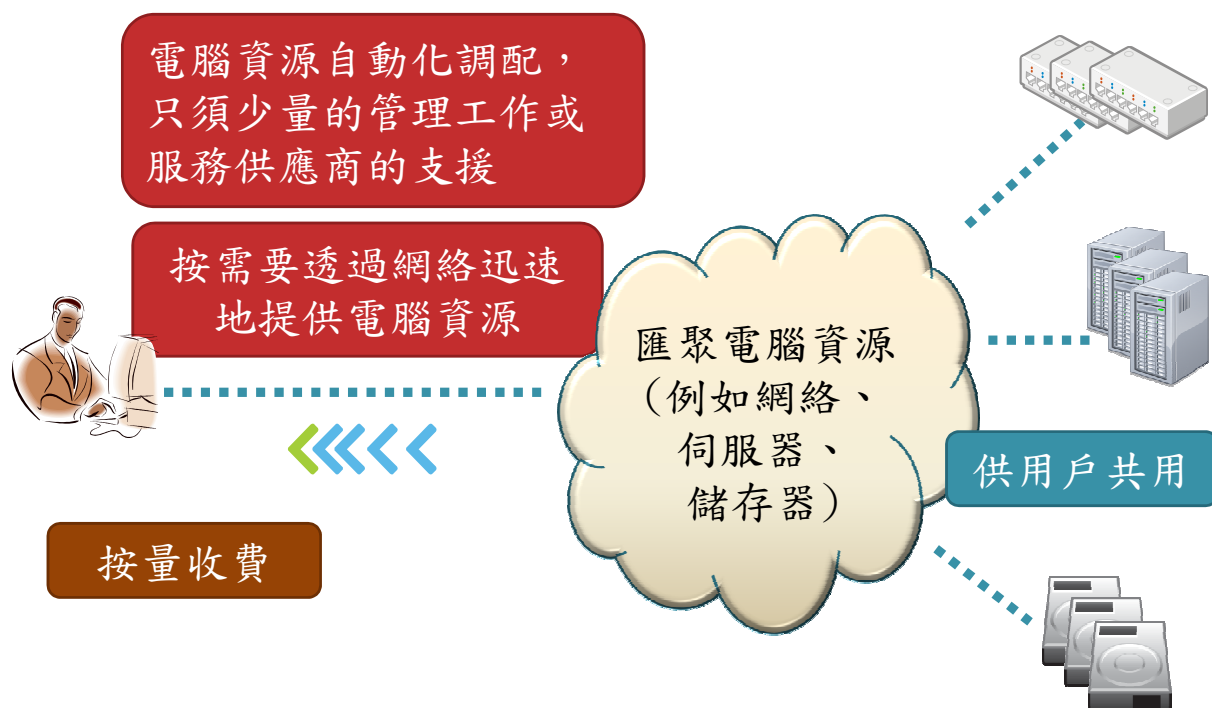 電腦資源自動化調配，
只須少量的管理工作或
服務供應商的支援
按需要透過網絡迅速
地提供電腦資源
匯聚電腦資源
（例如網絡、
伺服器、
儲存器）
供用戶共用
按量收費